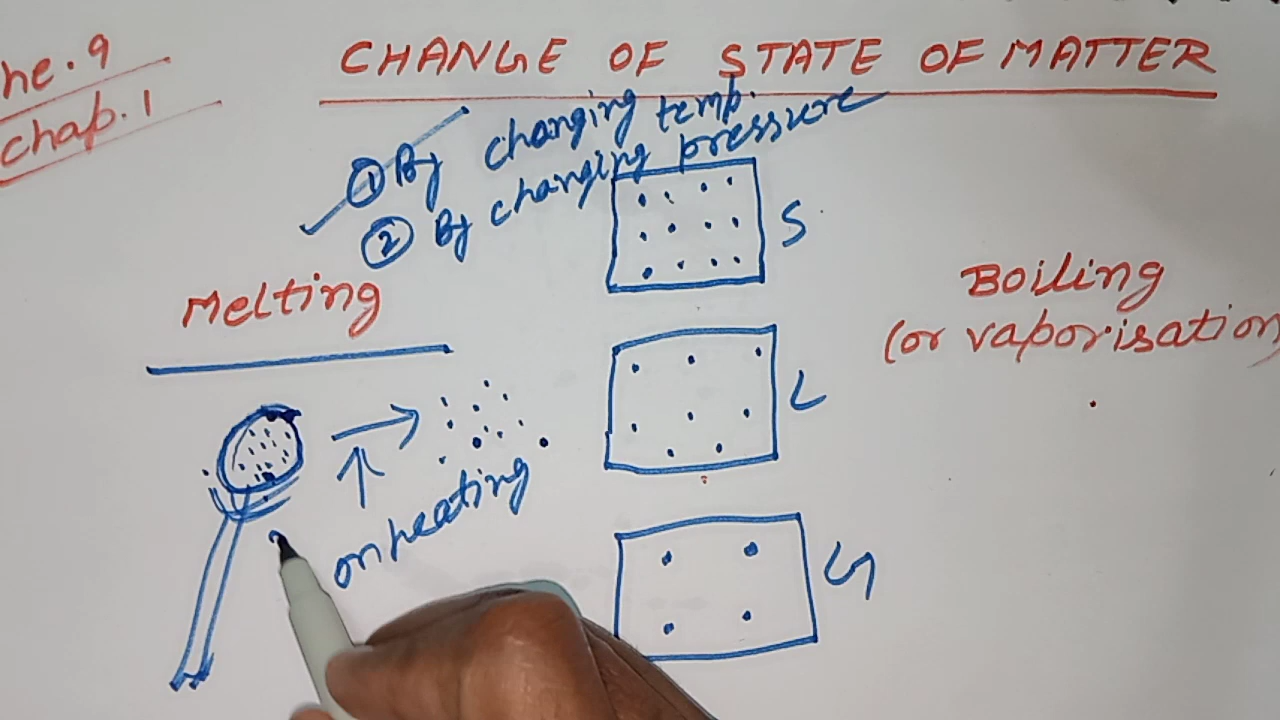 he. 9
Chap. 1
CHANGE OF STATE OF MATTER
① By changing temp.
② By changing pressure
S
Melting
Boiling
(or vaporisation)
L
on heating
G